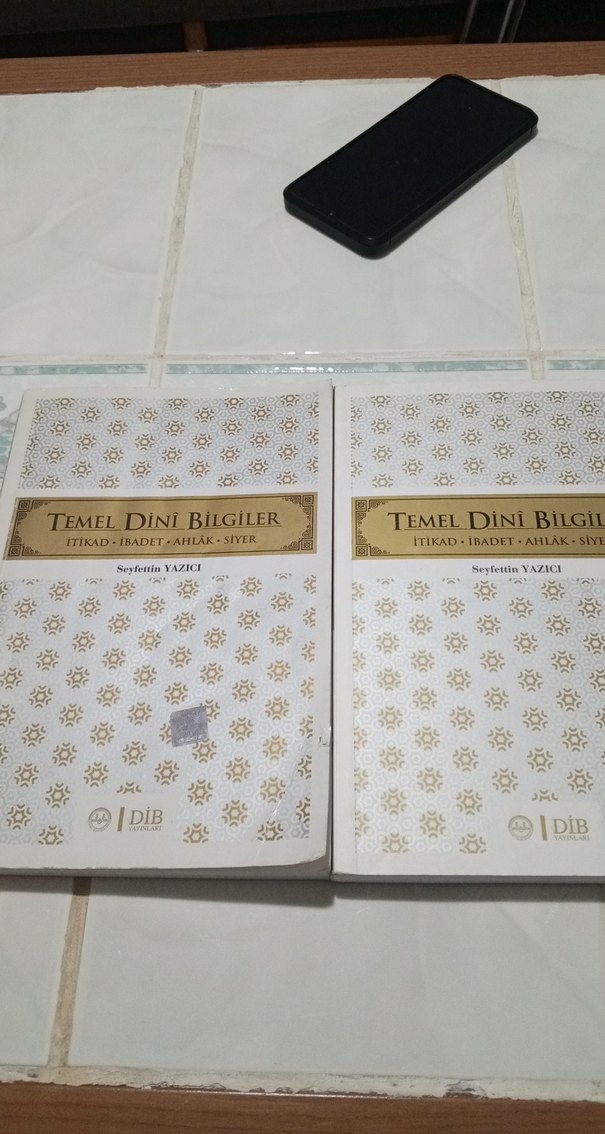 TEMEL DİNÎ BİLGİLER
İTİKAD • İBADET • AHLÂK • SİYER
Seyfettin YAZICI
DİB
YAYINLARI
TEMEL DİNÎ BİLGİL
İTİKAD • İBADET • AHLÂK • SİYE
Seyfettin YAZICI
DİB
YAYINLARI